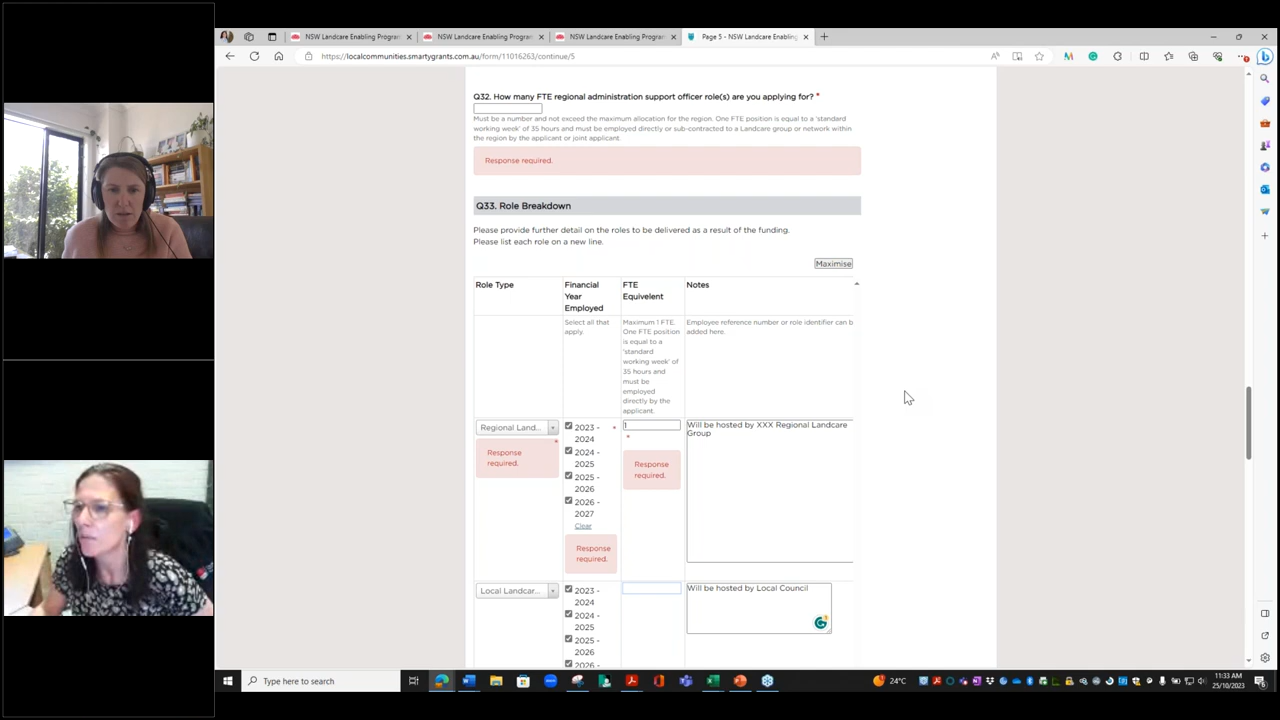 NSW Landcare Enabling Program
NSW Landcare Enabling Program
NSW Landcare Enabling Program
Page 5 - NSW Landcare Enabling
https://localcommunities.smartygrants.com.au/form/11016263/continue/5
Q32. How many FTE regional administration support officer role(s) are you applying for? *
Must be a number and not exceed the maximum allocation for the region. One FTE position is equal to a 'standard
working week' of 35 hours and must be employed directly or sub-contracted to a Landcare group or network within
the region by the applicant or joint applicant.
Response required.
Q33. Role Breakdown
Please provide further detail on the roles to be delivered as a result of the funding.
Please list each role on a new line.
Maximise
Role Type
Financial
Year
Employed
FTE
Equivelent
Notes
Select all that
apply.
Maximum 1 FTE.
One FTE position
is equal to a
'standard
working week' of
35 hours and
must be
employed
directly by the
applicant.
Employee reference number or role identifier can b
added here.
Regional Land...
*
Response
required.
2023 -
2024
*
2024 -
2025
2025 -
2026
2026 -
2027
Clear
Response
required.
1
*
Response
required.
Will be hosted by XXX Regional Landcare
Group
Local Landcar...
2023 -
2024
2024 -
2025
2025 -
2026
2026 -
Will be hosted by Local Council
Type here to search
24°C
11:33 AM
25/10/2023